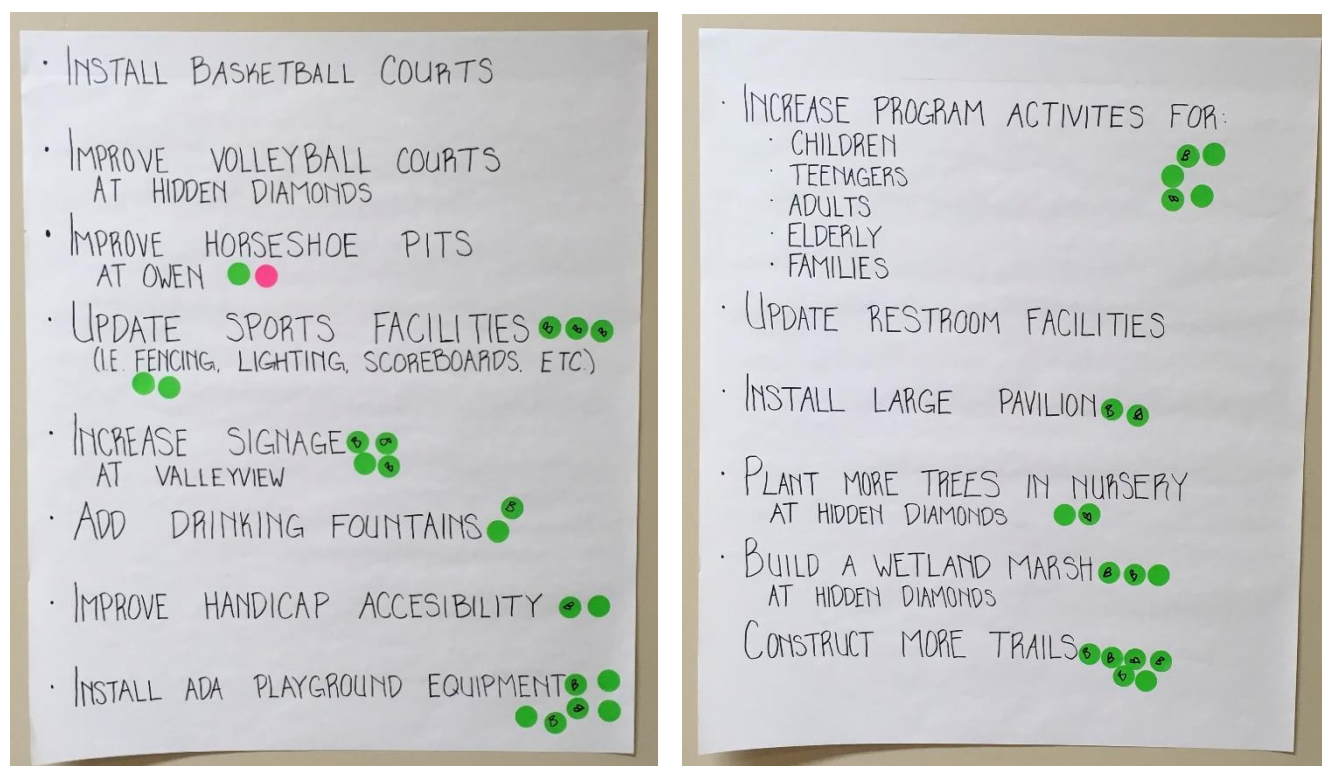 · INSTALL BASKETBALL COURTS
· IMPROVE VOLLEYBALL COURTS
AT HIDDEN DIAMONDS
· IMPROVE HORSESHOE PITS
AT OWEN
· UPDATE SPORTS FACILITIES
(I.E. FENCING, LIGHTING, SCOREBOARDS. ETC.)
· INCREASE SIGNAGE
AT VALLEYVIEW
· ADD DRINKING FOUNTAINS
· IMPROVE HANDICAP ACCESIBILITY
· INSTALL ADA PLAYGROUND EQUIPMENT
· INCREASE PROGRAM ACTIVITES FOR:
· CHILDREN
· TEENAGERS
· ADULTS
· ELDERLY
· FAMILIES
· UPDATE RESTROOM FACILITIES
· INSTALL LARGE PAVILION
· PLANT MORE TREES IN NURSERY
AT HIDDEN DIAMONDS
· BUILD A WETLAND MARSH
AT HIDDEN DIAMONDS
CONSTRUCT MORE TRAILS